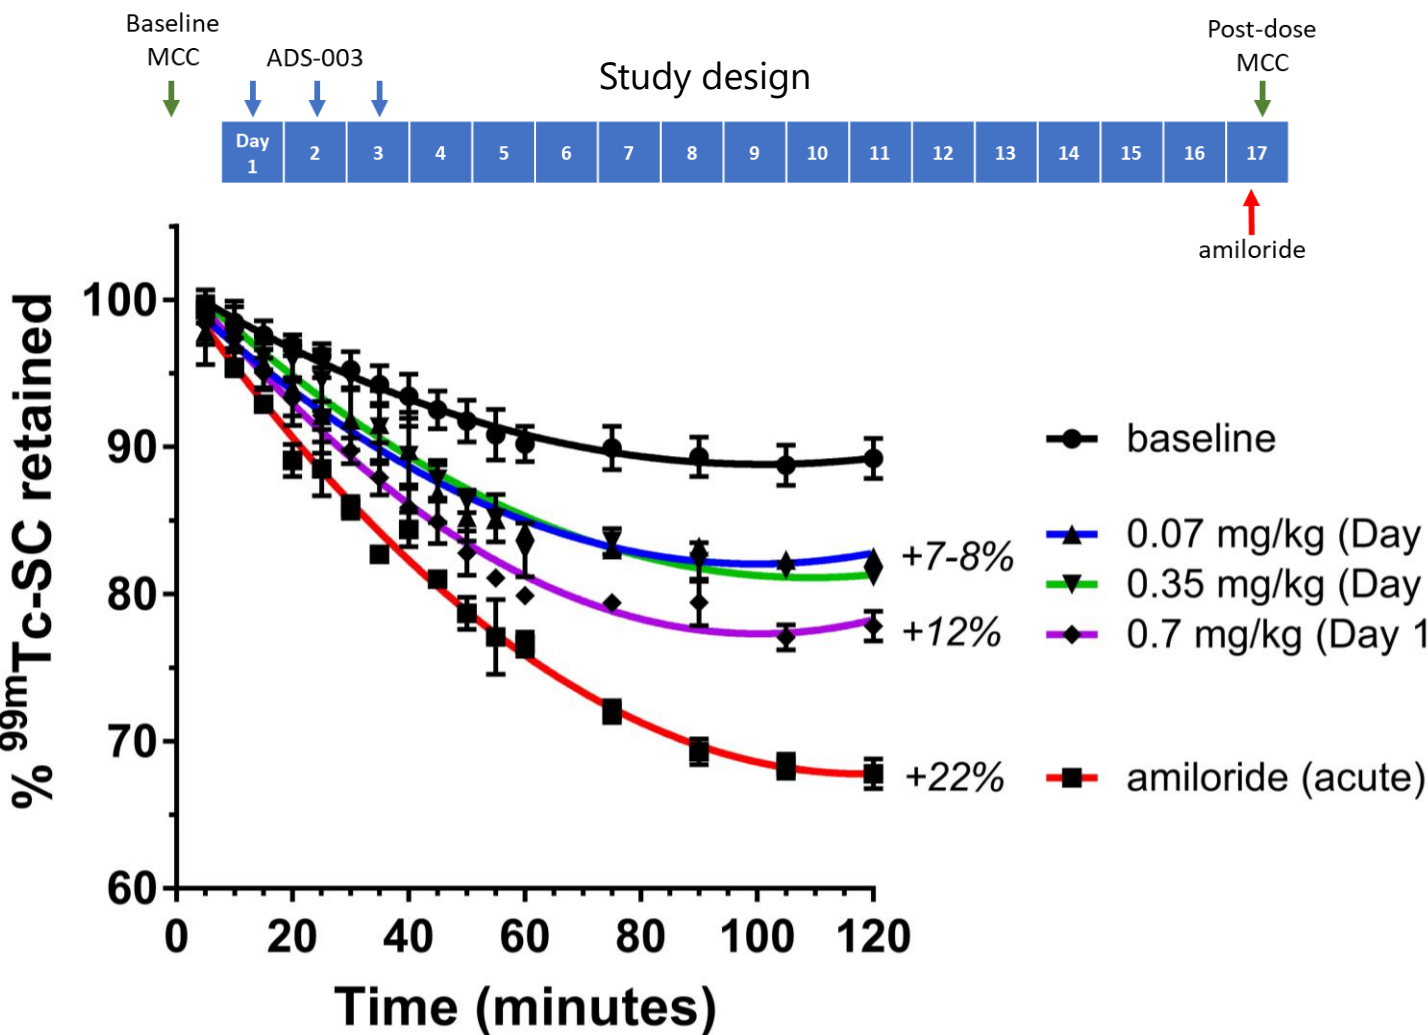 Baseline
MCC
ADS-003
Study design
Post-dose
MCC
Day
1
2
3
4
5
6
7
8
9
10
11
12
13
14
15
16
17
amiloride
% 99mTc-SC retained
100
90
80
70
60
0
20
40
60
80
100
120
Time (minutes)
+7-8%
+12%
+22%
baseline
0.07 mg/kg (Day
0.35 mg/kg (Day
0.7 mg/kg (Day 1
amiloride (acute)